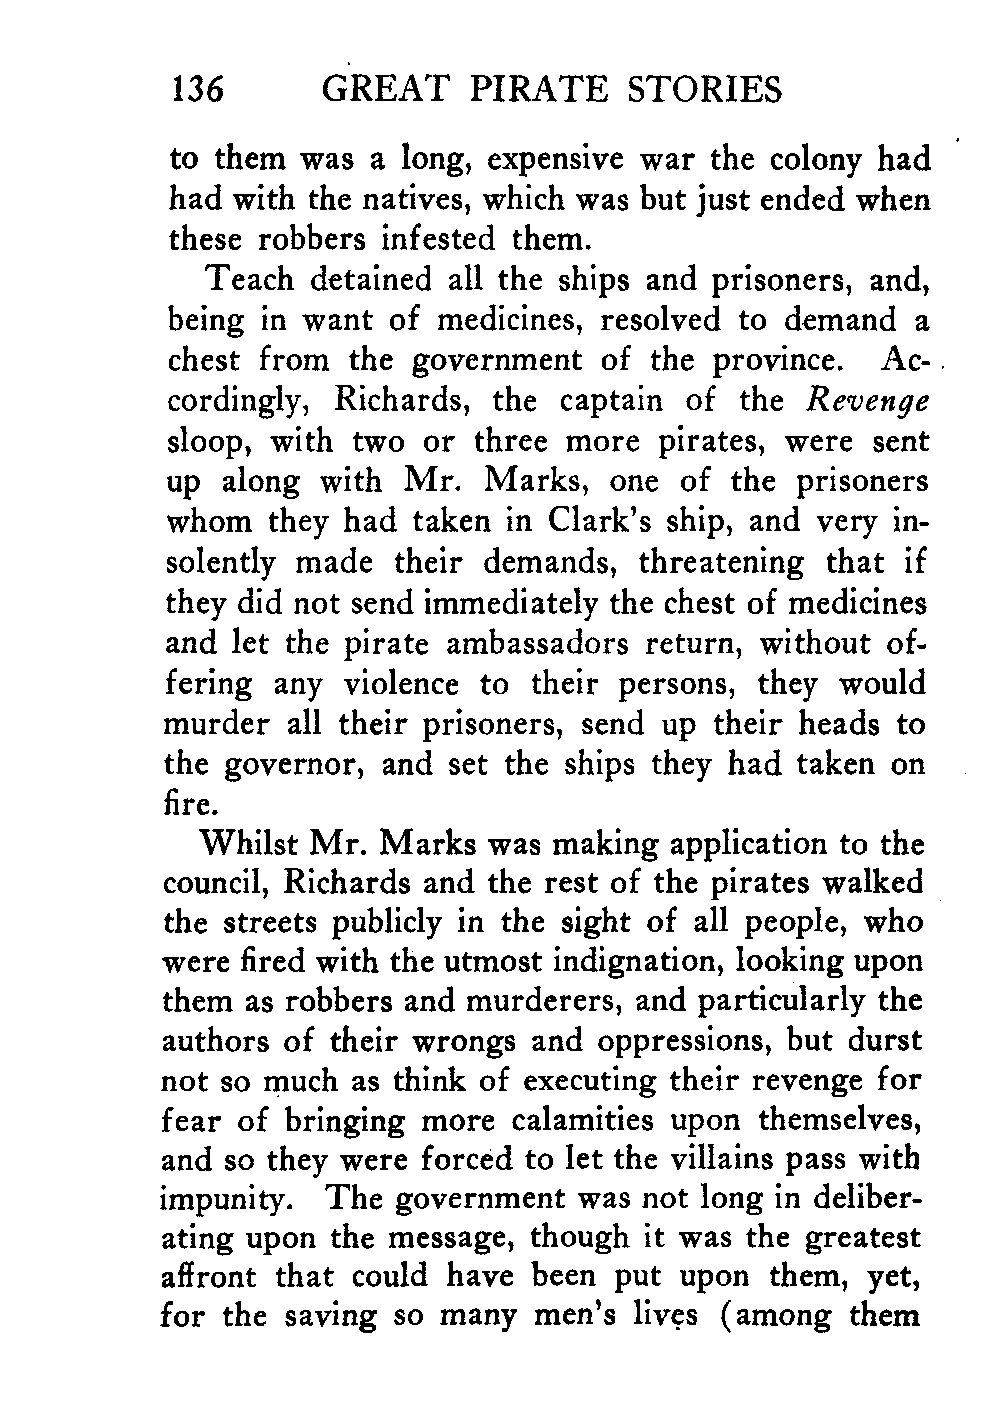 136 GREAT PIRATE STORIES
to them was a long, expensive war the colony had
had with the natives, which was but just ended when
these robbers infested them.
Teach detained all the ships and prisoners, and,
being in want of medicines, resolved to demand a
chest from the government of the province. Ac-
cordingly, Richards, the captain of the Revenge
sloop, with two or three more pirates, were sent
up along with Mr. Marks, one of the prisoners
whom they had taken in Clark's ship, and very in-
solently made their demands, threatening that if
they did not send immediately the chest of medicines
and let the pirate ambassadors return, without of-
fering any violence to their persons, they would
murder all their prisoners, send up their heads to
the governor, and set the ships they had taken on
fire.
Whilst Mr. Marks was making application to the
council, Richards and the rest of the pirates walked
the streets publicly in the sight of all people, who
were fired with the utmost indignation, looking upon
them as robbers and murderers, and particularly the
authors of their wrongs and oppressions, but durst
not so much as think of executing their revenge for
fear of bringing more calamities upon themselves,
and so they were forced to let the villains pass with
impunity. The government was not long in deliber-
ating upon the message, though it was the greatest
affront that could have been put upon them, yet,
for the saving so many men's lives (among them